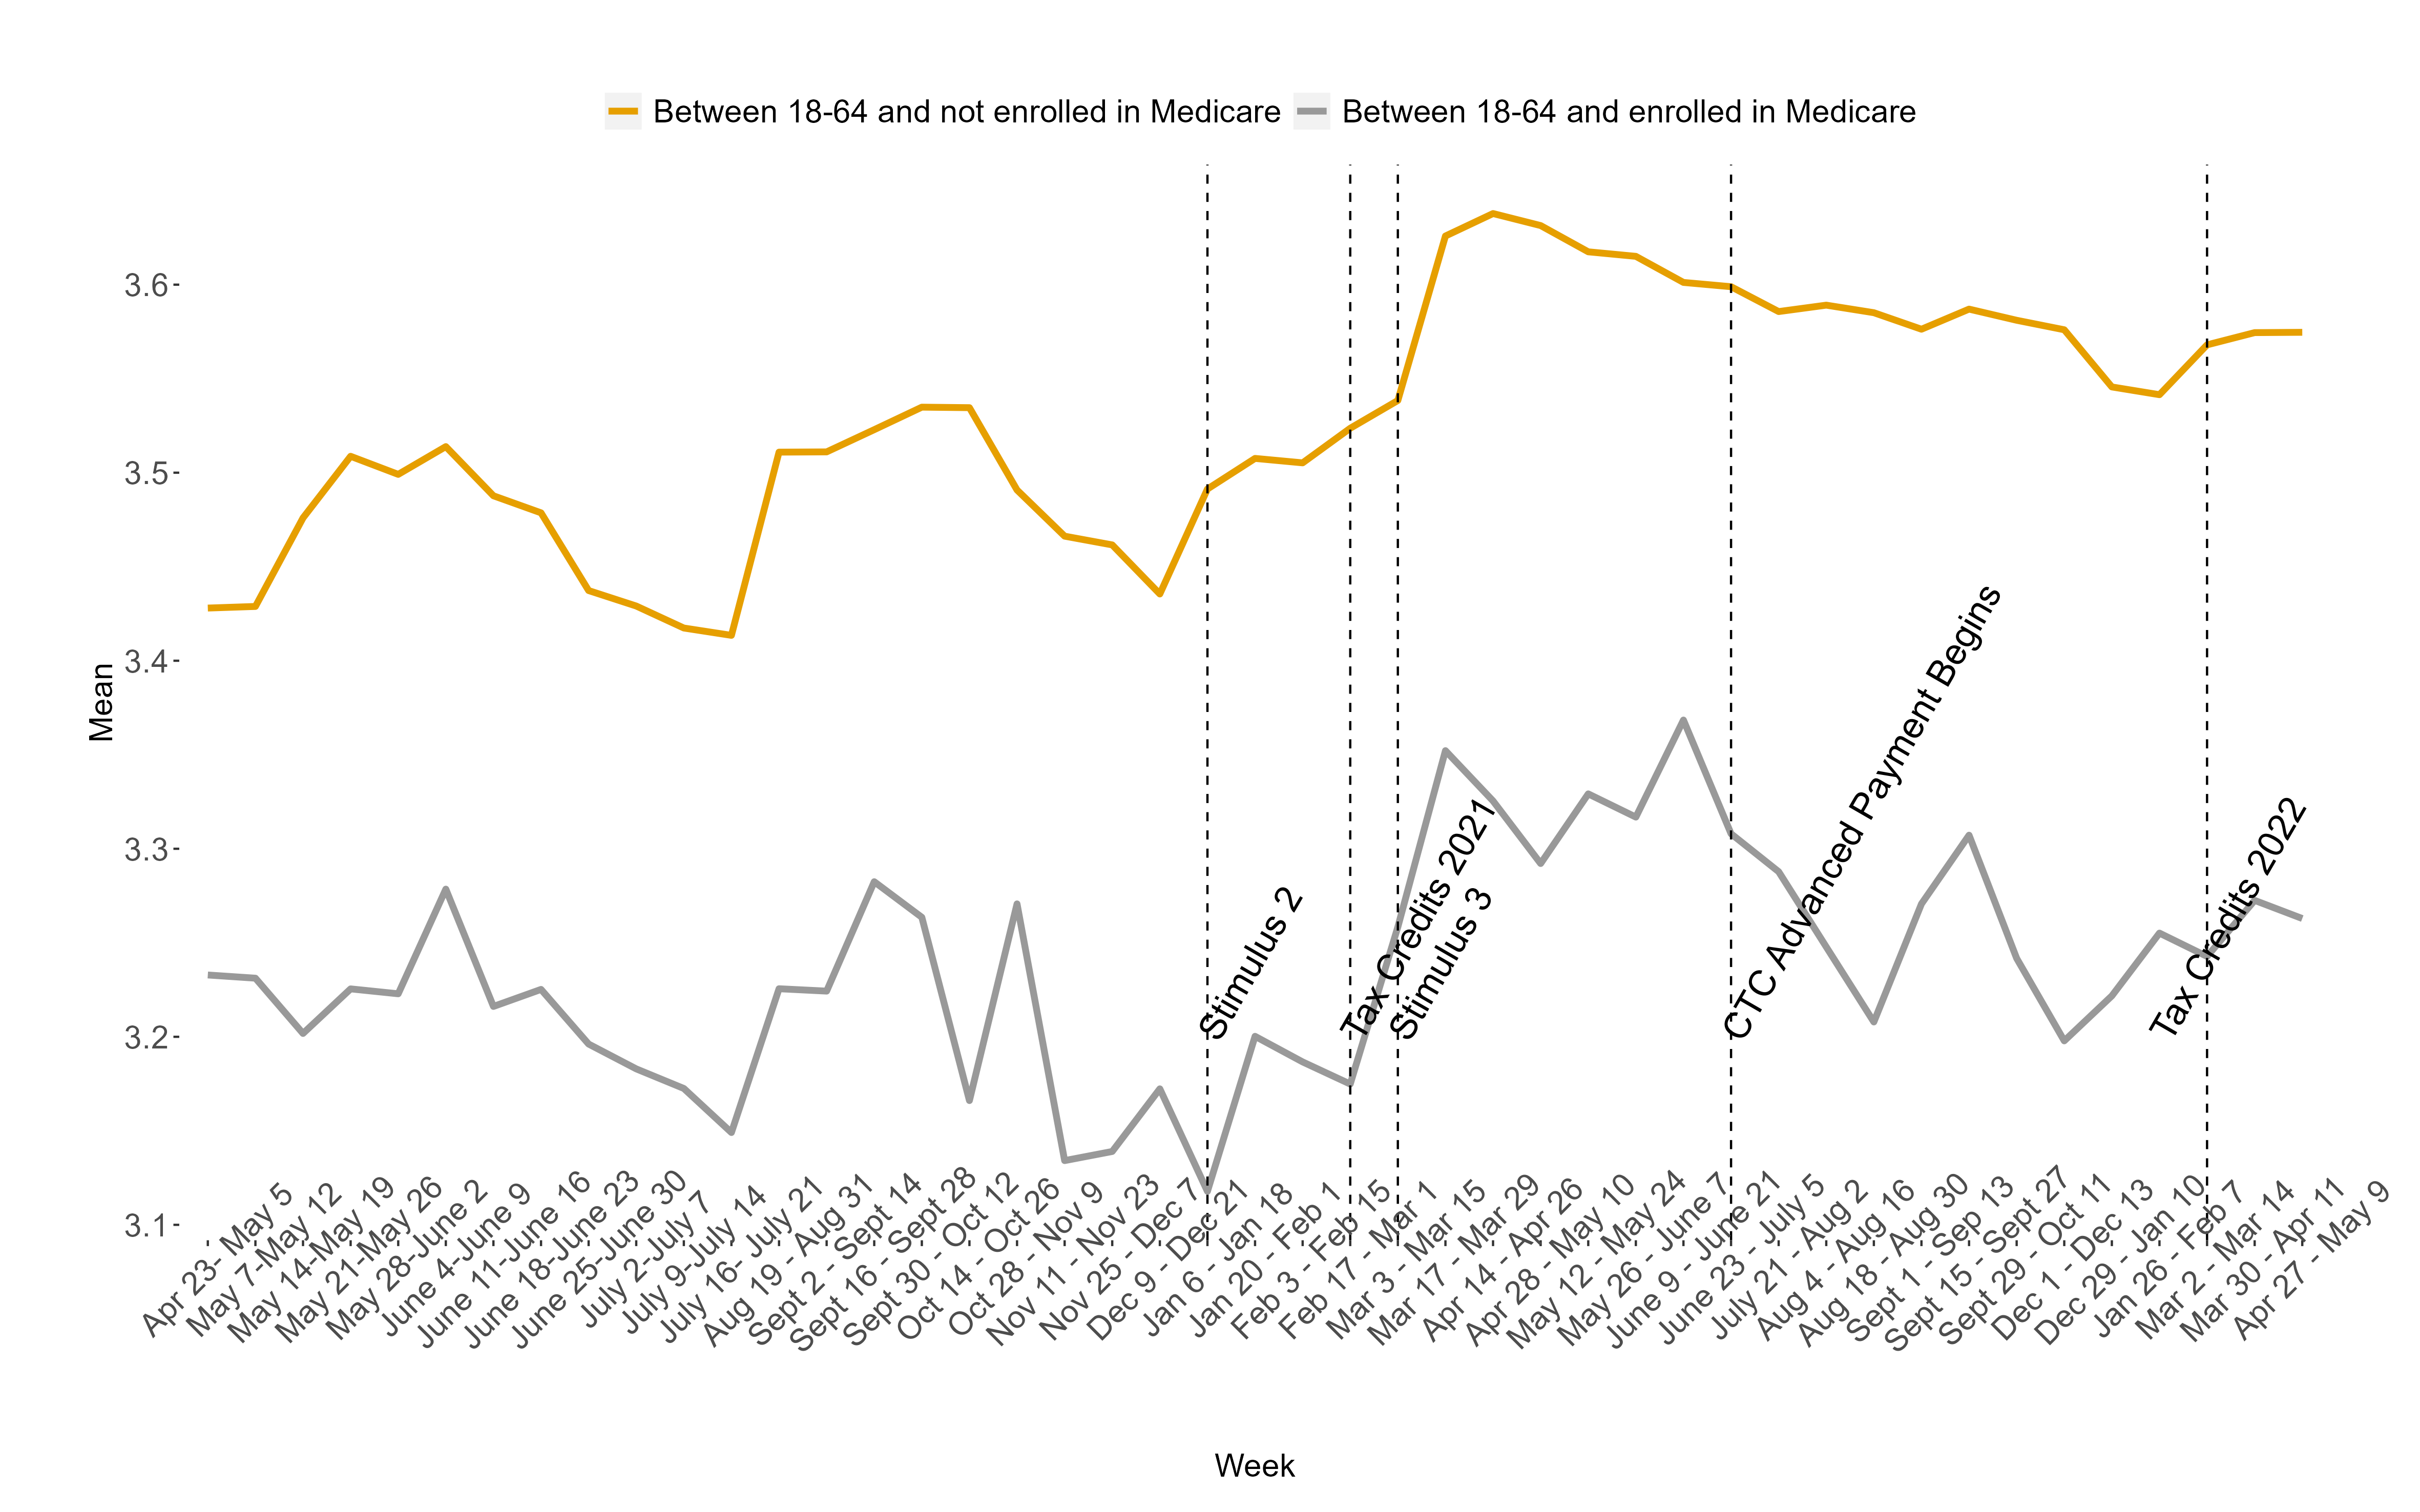 Between 18-64 and not enrolled in Medicare Between 18-64 and enrolled in Medicare
3.6
3.5
3.4
3.3
3.2
3.1
Mean
Stimulus 2
Tax Credits 2021
Stimulus 3
CTC Advanced Payment Begins
Tax Credits 2022
Apr 23- May 5
May 7-May 12
May 14-May 19
May 21-May 26
May 28-June 2
June 4-June 9
June 11-June 16
June 18-June 23
June 25-June 30
July 2-July 7
July 9-July 14
July 16- July 21
Aug 19 - Aug 31
Sept 2 - Sept 14
Sept 16 - Sept 28
Sept 30 - Oct 12
Oct 14 - Oct 26
Oct 28 - Nov 9
Nov 11 - Nov 23
Nov 25 - Dec 7
Dec 9 - Dec 21
Jan 6 - Jan 18
Jan 20 - Feb 1
Feb 3 - Feb 15
Feb 17 - Mar 1
Mar 3 - Mar 15
Mar 17 - Mar 29
Apr 14 - Apr 26
Apr 28 - May 10
May 12 - May 24
May 26 - June 7
June 9 - June 21
June 23 - July 5
July 21 - Aug 2
Aug 4 - Aug 16
Aug 18 - Aug 30
Sept 1 - Sep 13
Sept 15 - Sept 27
Sept 29 - Oct 11
Dec 1 - Dec 13
Dec 29 - Jan 10
Jan 26 - Feb 7
Mar 2 - Mar 14
Mar 30 - Apr 11
Apr 27 - May 9
Week